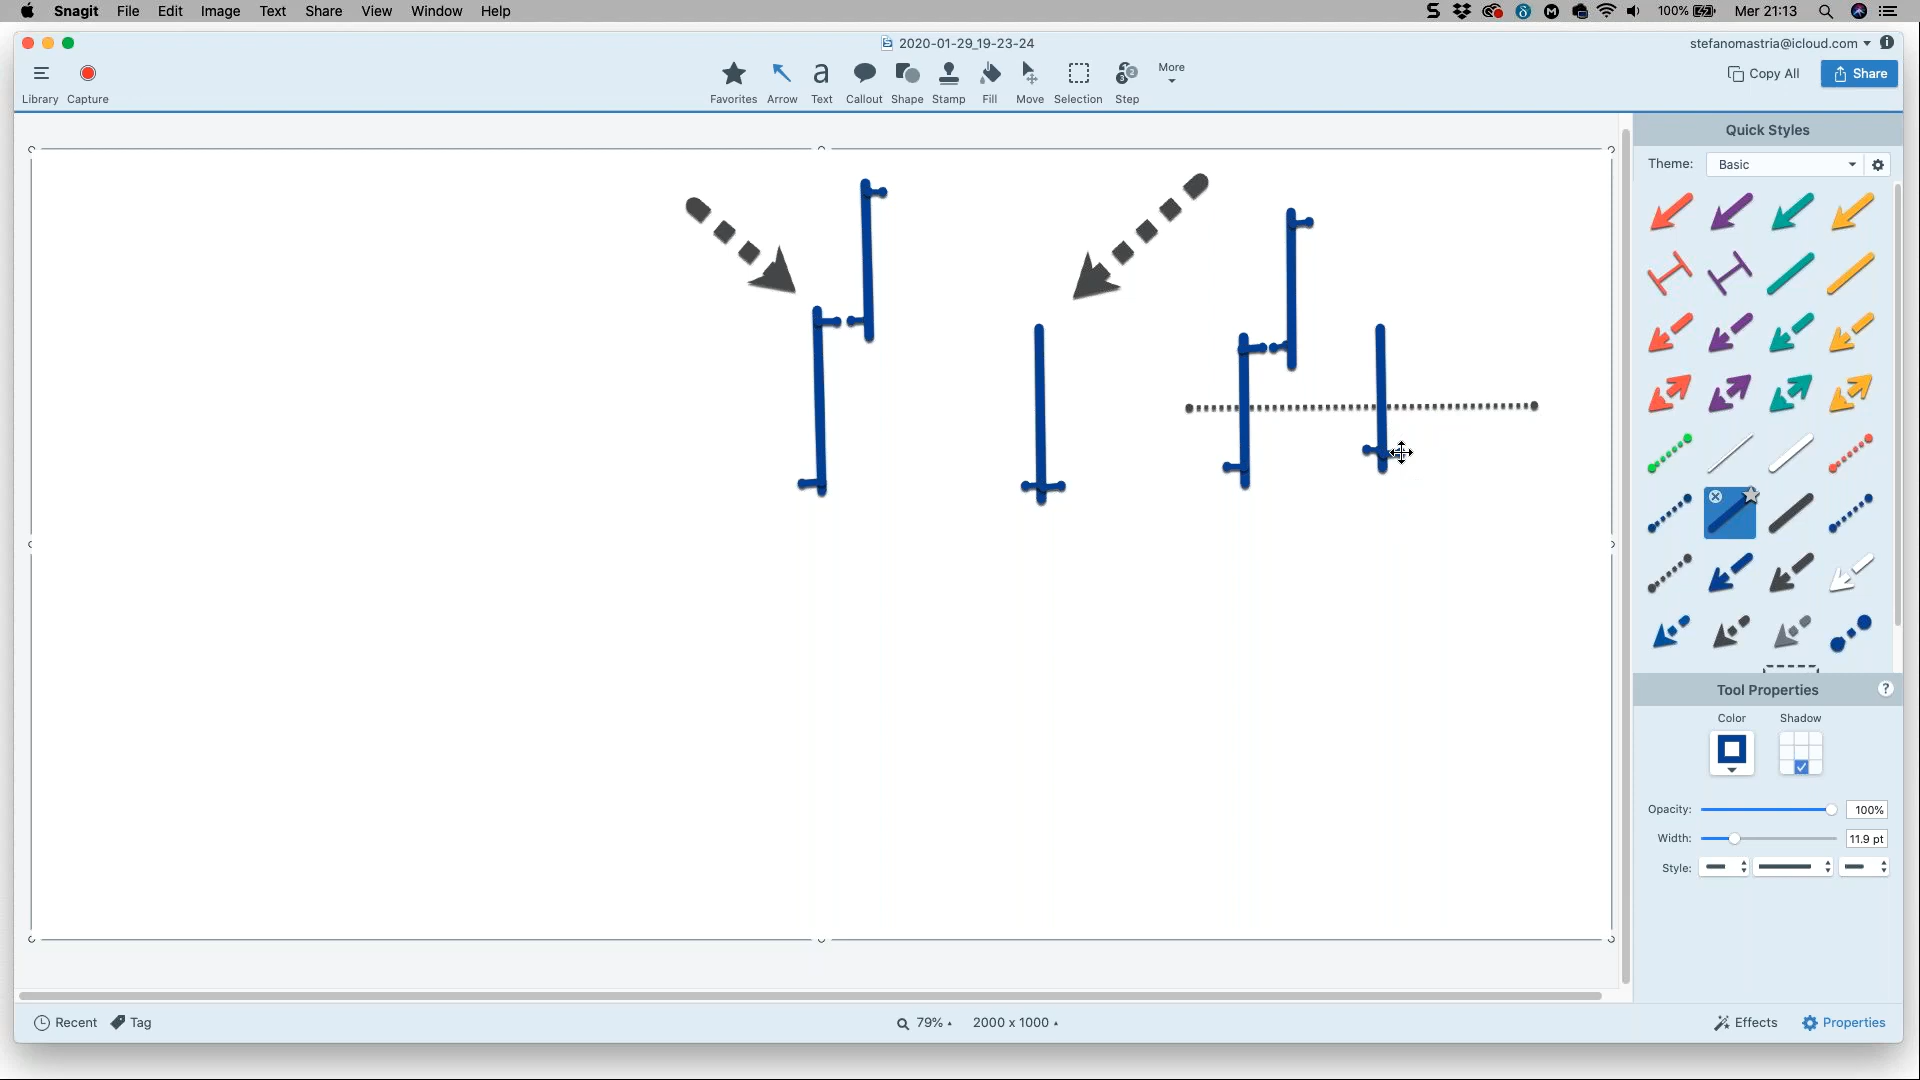 Snagit File Edit Image Text Share View Window Help 100% Mer 21:13
2020-01-29_19-23-24 stefanomastria@icloud.com
Library Capture Favorites Arrow Text Callout Shape Stamp Fill Move Selection Step More Copy All Share
Quick Styles
Theme: Basic
Tool Properties ?
Color Shadow
Opacity: 100%
Width: 11.9 pt
Style:
Recent Tag 79% 2000 x 1000 Effects Properties